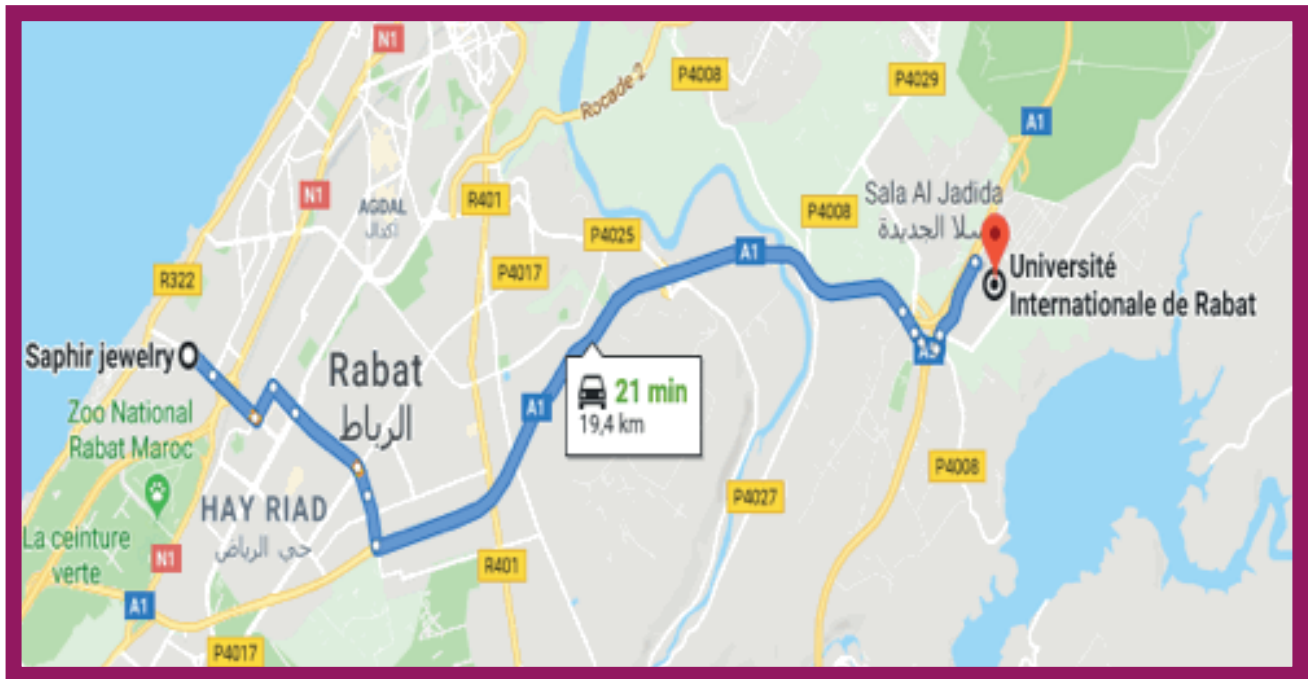 N1
P4008
P4029
Rocade 2
A1
N1
AGDAL
أكدال
R401
Sala Al Jadida
سلا الجديدة
P4008
P4025
A1
R322
P4017
Université
Internationale de Rabat
Saphir jewelry
Rabat
الرباط
21 min
19,4 km
A1
Zoo National
Rabat Maroc
P4008
P4027
HAY RIAD
حي الرياض
La ceinture
verte
N1
R401
A1
P4017